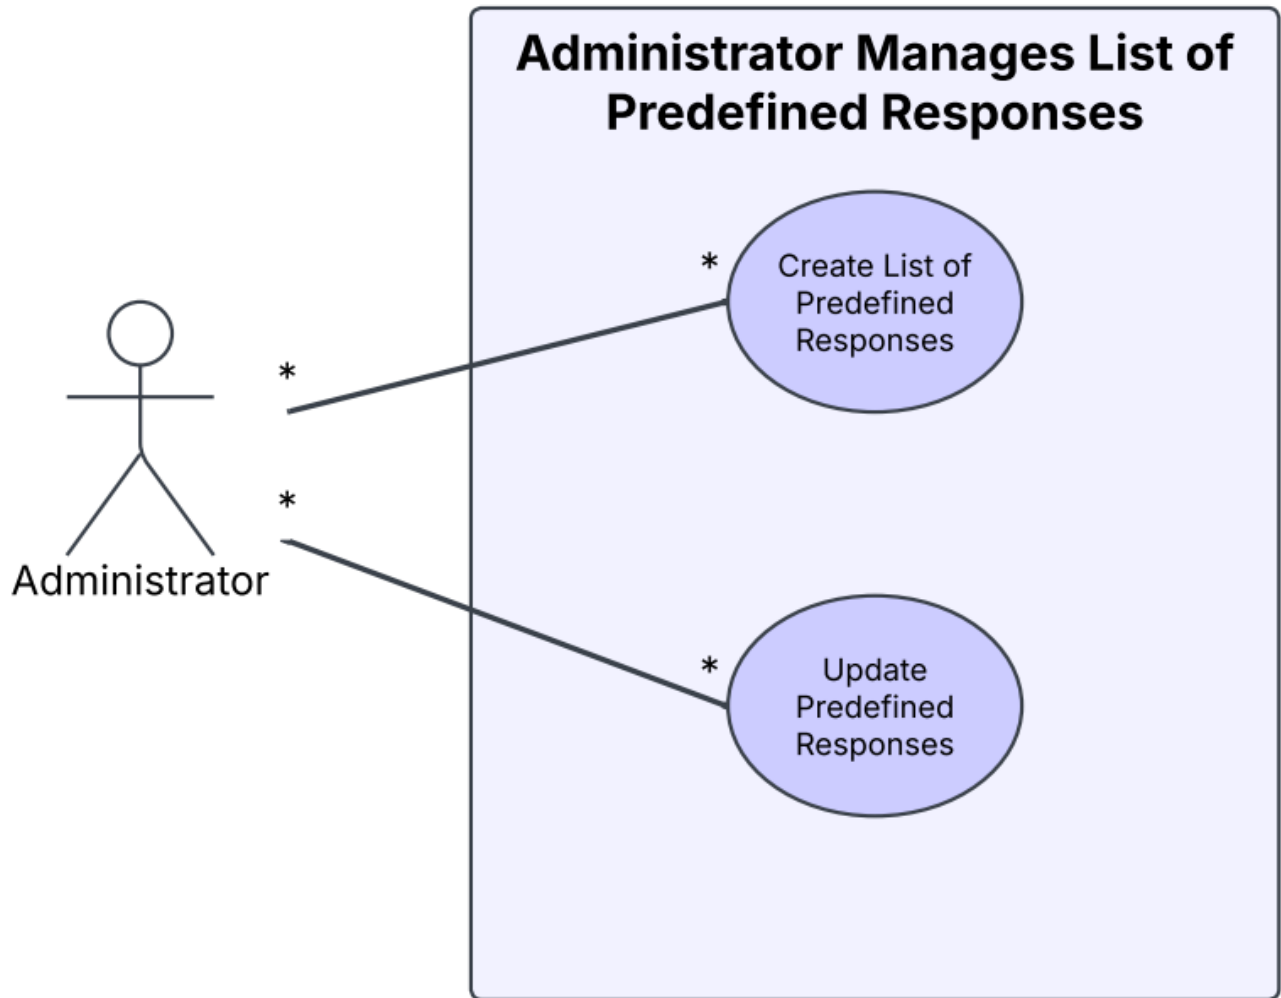 Administrator Manages List of
Predefined Responses
*
Create List of
Predefined
Responses
*
*
Administrator
*
Update
Predefined
Responses